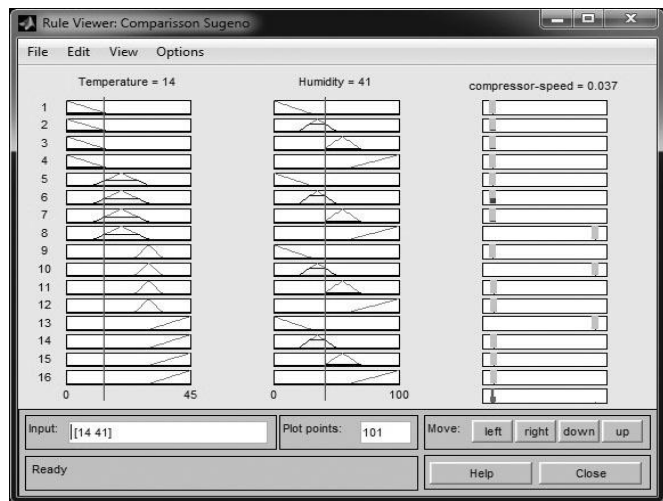 Rule Viewer: Comparisson Sugeno
File Edit View Options
Temperature = 14
Humidity = 41
compressor-speed = 0.037
1
2
3
4
5
6
7
8
9
10
11
12
13
14
15
16
0 45
0 100
Input: [14 41]
Plot points: 101
Move: left right down up
Ready
Help Close